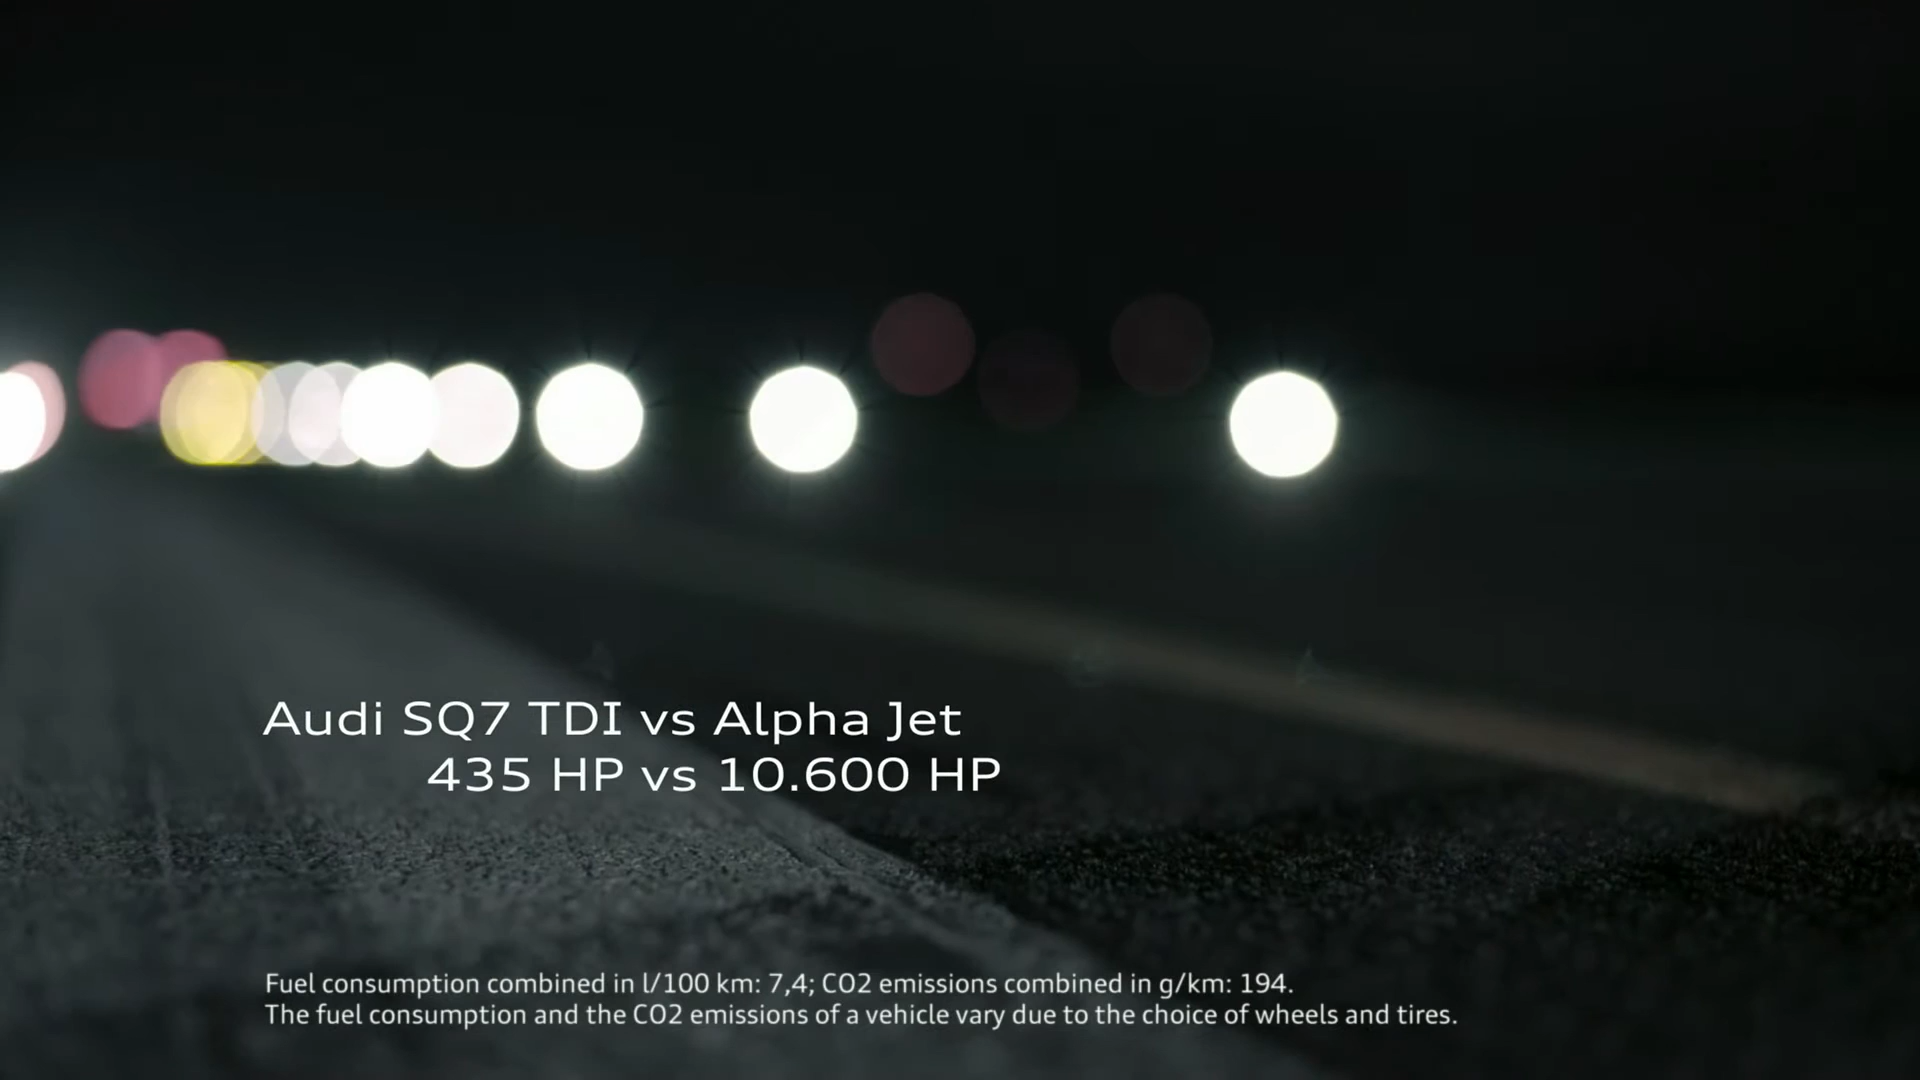 Audi SQ7 TDI vs Alpha Jet
435 HP vs 10.600 HP
Fuel consumption combined in l/100 km: 7,4; CO2 emissions combined in g/km: 194.
The fuel consumption and the CO2 emissions of a vehicle vary due to the choice of wheels and tires.